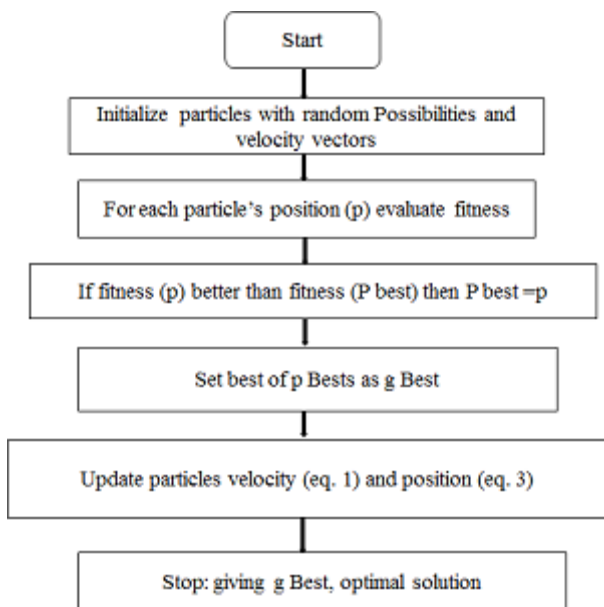 Start
Initialize particles with random Possibilities and
velocity vectors
For each particle's position (p) evaluate fitness
If fitness (p) better than fitness (P best) then P best =p
Set best of p Bests as g Best
Update particles velocity (eq. 1) and position (eq. 3)
Stop: giving g Best, optimal solution